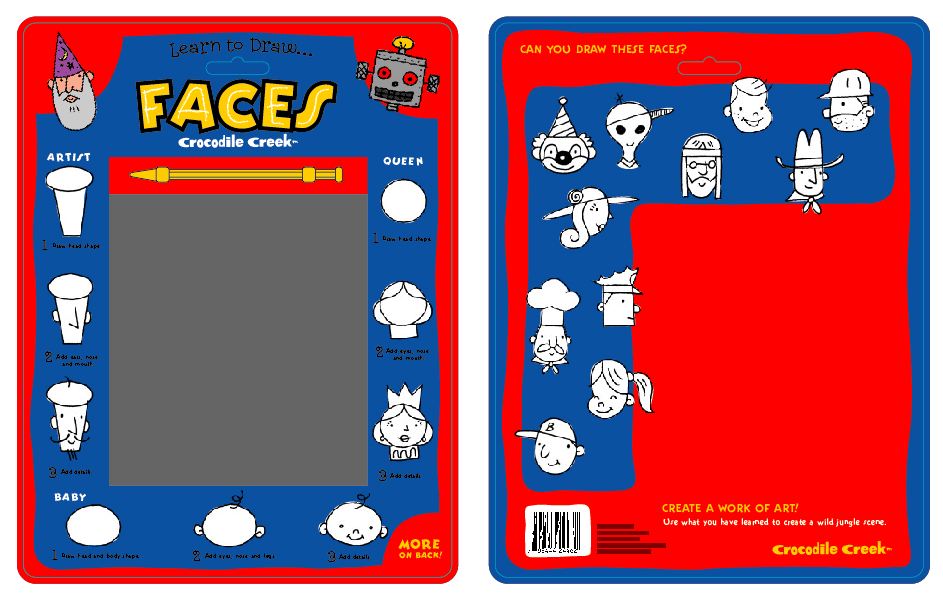 Learn to Draw...
FACES
Crocodile Creek™
ARTIST
1 Draw head shape
2 Add ears, nose
and mouth
3 Add details
QUEEN
1 Draw head shape
2 Add eyes, nose
and mouth
3 Add details
BABY
1 Draw head and body shape
2 Add eyes, nose and legs
3 Add details
MORE
ON BACK!
CAN YOU DRAW THESE FACES?
B
CREATE A WORK OF ART!
Use what you have learned to create a wild jungle scene.
Crocodile Creek™